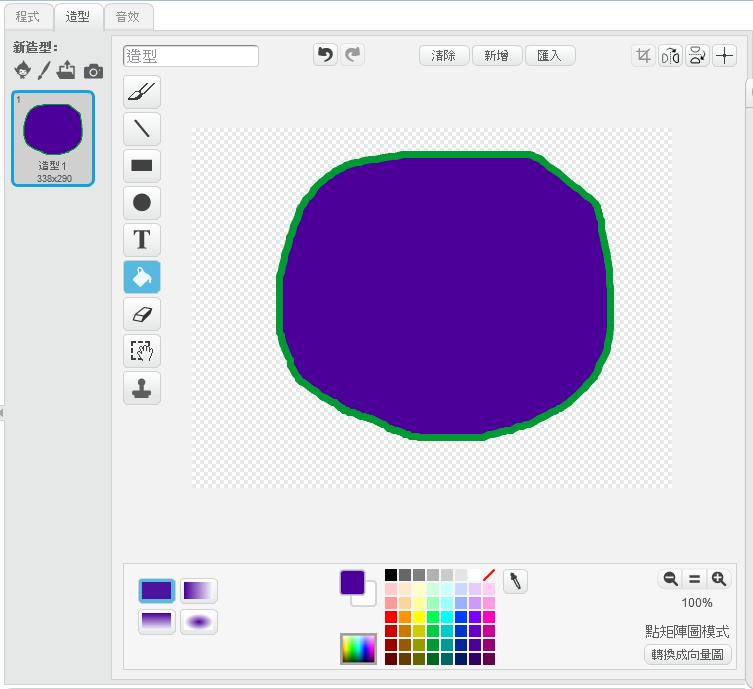 程式 造型 音效
新造型：
造型 清除 新增 匯入
1
造型1
338x290
T
100%
點矩陣圖模式
轉換成向量圖